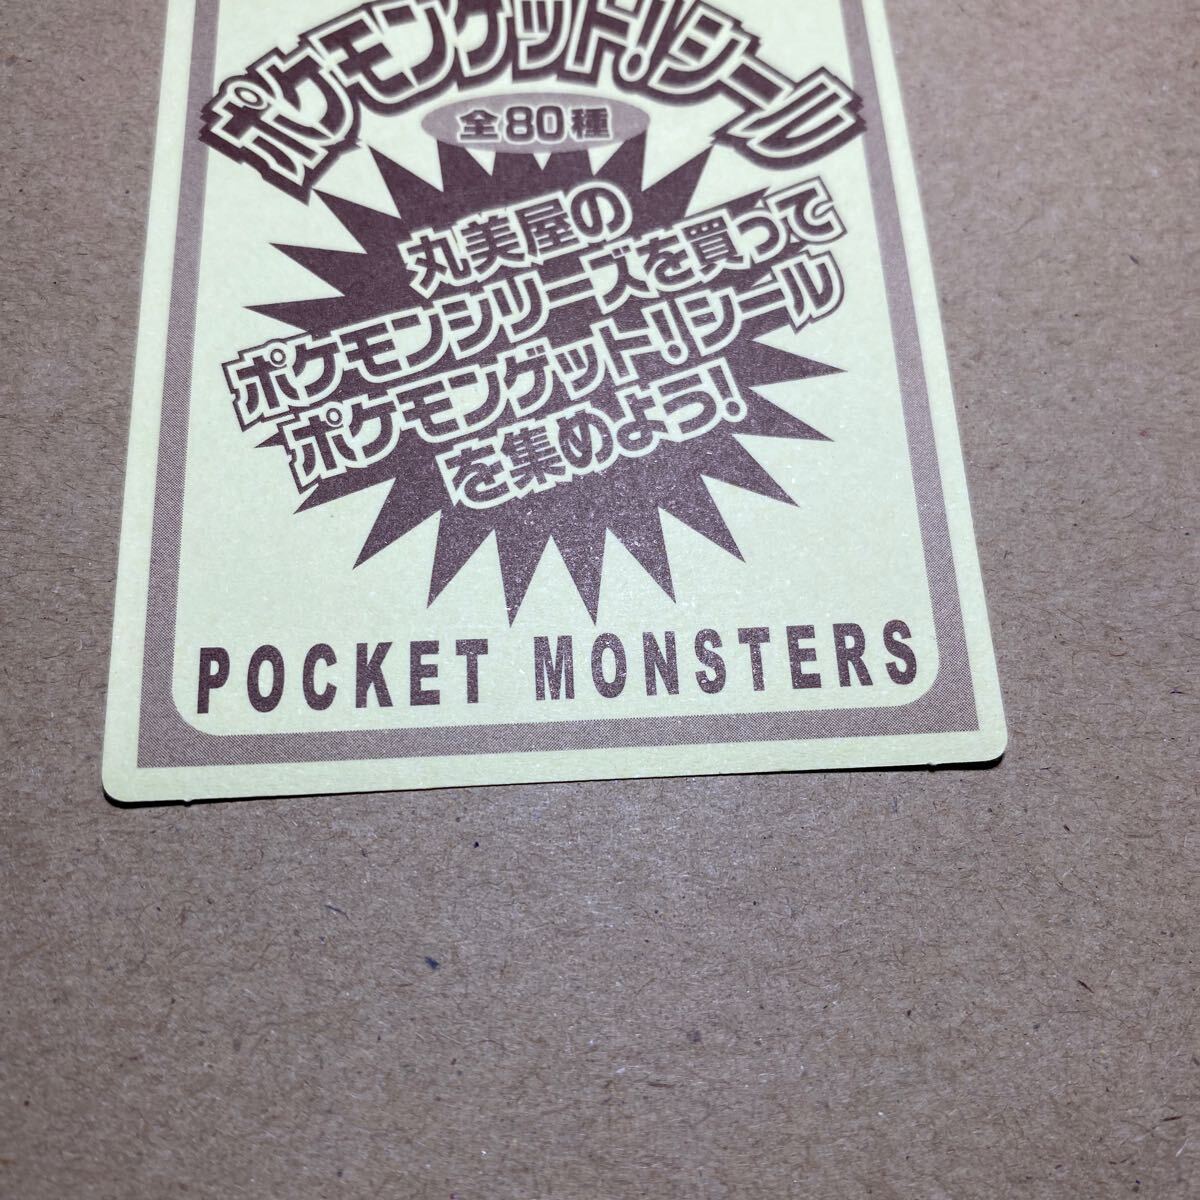 ポケモンゲット!シール
全80種
丸美屋の
ポケモンシリーズを買って
ポケモンゲット!シール
を集めよう!
POCKET MONSTERS